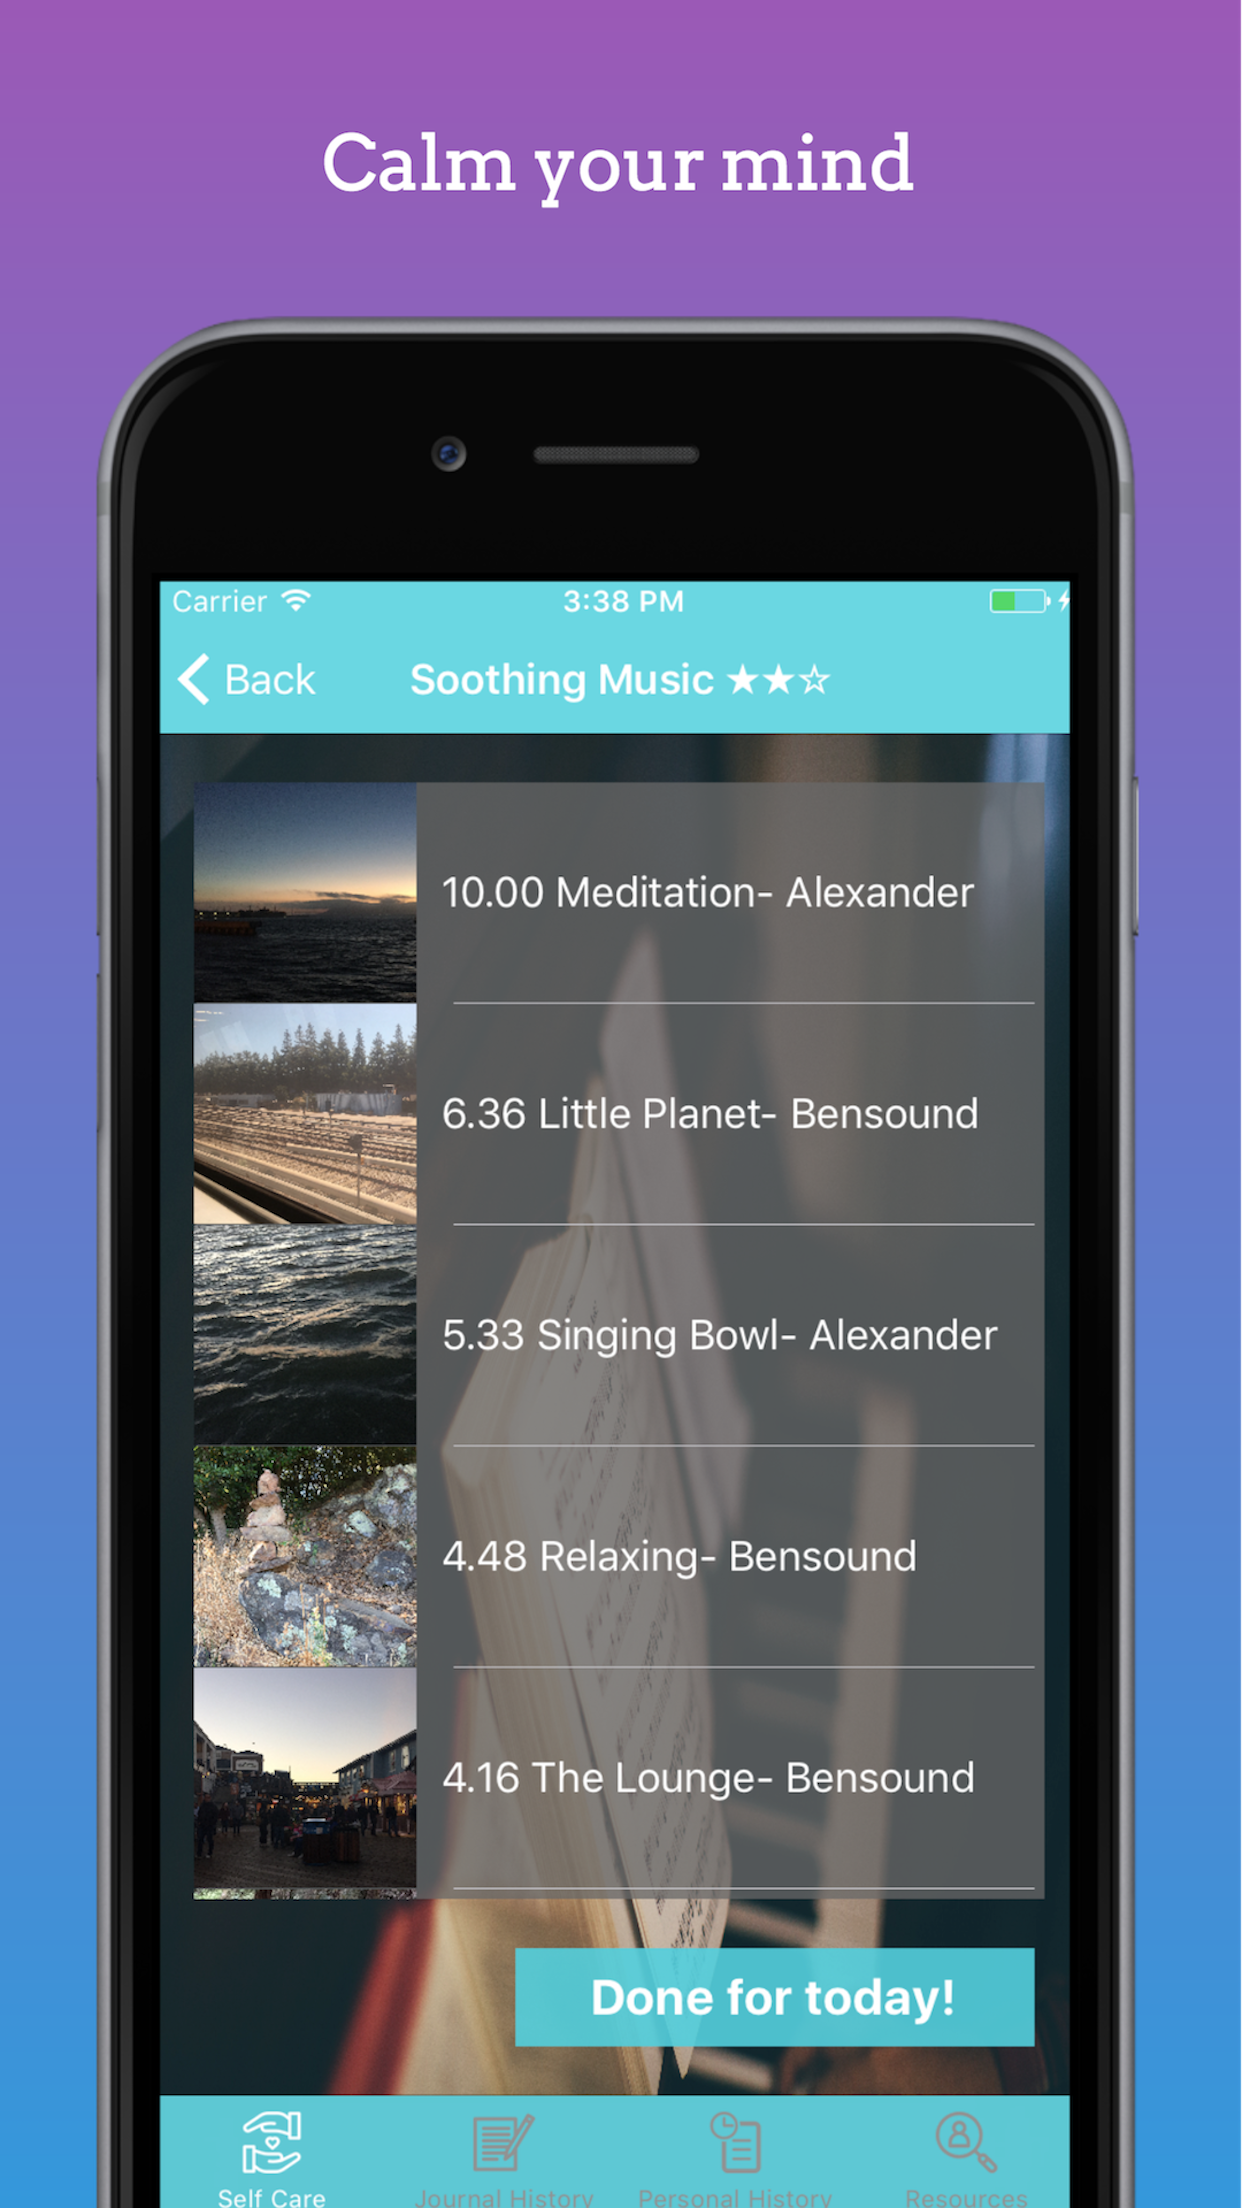 Calm your mind
Carrier 3:38 PM
Back Soothing Music ★★☆
10.00 Meditation- Alexander
6.36 Little Planet- Bensound
5.33 Singing Bowl- Alexander
4.48 Relaxing- Bensound
4.16 The Lounge- Bensound
Done for today!
Self Care Journal History Personal History Resources